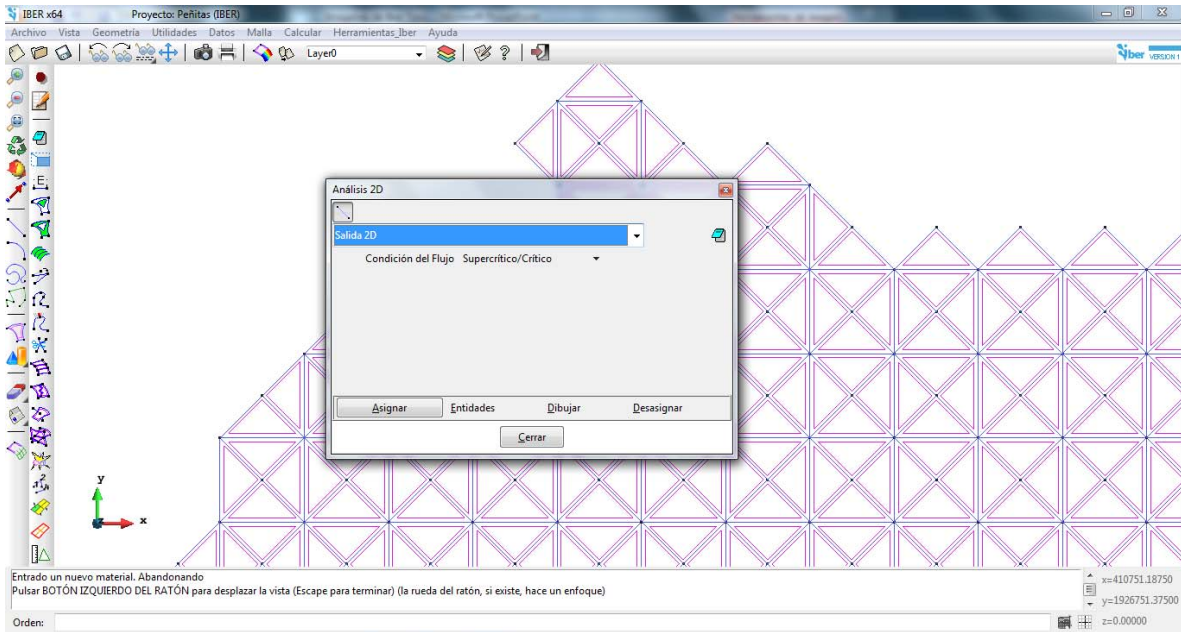 IBER x64 Proyecto: Peñitas (IBER)
Archivo Vista Geometría Utilidades Datos Malla Calcular Herramientas_Iber Ayuda
Layer0
iber VERSION 1
Análisis 2D
Salida 2D
Condición del Flujo Supercrítico/Crítico
Asignar Entidades Dibujar Desasignar
Cerrar
E
y
x
Entrado un nuevo material. Abandonando
Pulsar BOTÓN IZQUIERDO DEL RATÓN para desplazar la vista (Escape para terminar) (la rueda del ratón, si existe, hace un enfoque)
x=410751.18750
y=1926751.37500
Orden:
z=0.00000